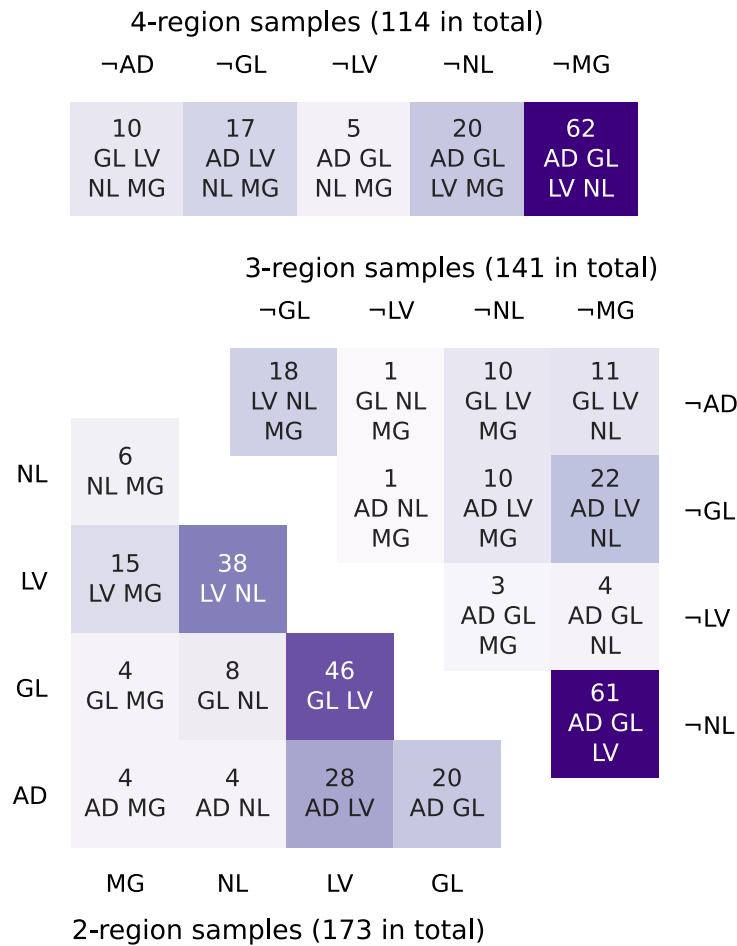 4-region samples (114 in total)
¬AD ¬GL ¬LV ¬NL ¬MG
10 17 5 20 62
GL LV AD LV AD GL AD GL AD GL
NL MG NL MG NL MG LV MG LV NL
3-region samples (141 in total)
¬GL ¬LV ¬NL ¬MG
18 1 10 11
LV NL GL NL GL LV GL LV
MG MG MG NL
¬AD
1 10 22
AD NL AD LV AD LV
MG MG NL
¬GL
3 4
AD GL AD GL
MG NL
¬LV
61
AD GL
LV
¬NL
NL
6
NL MG
LV
15 38
LV MG LV NL
GL
4 8 46
GL MG GL NL GL LV
AD
4 4 28 20
AD MG AD NL AD LV AD GL
MG NL LV GL
2-region samples (173 in total)